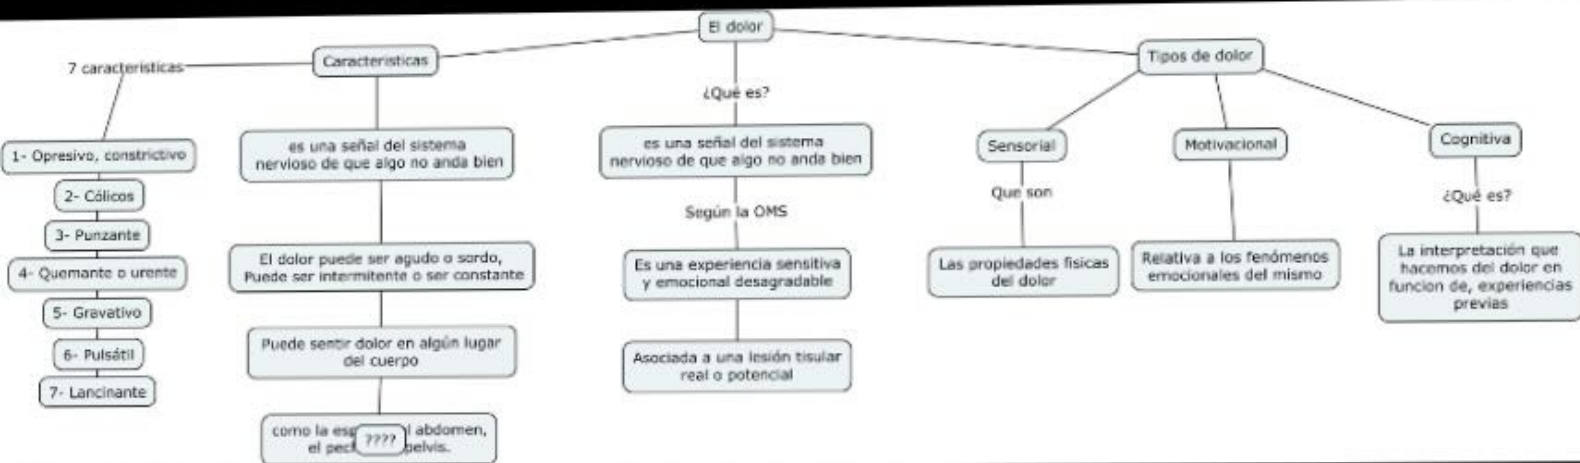 El dolor
7 características
Características
Tipos de dolor
¿Qué es?
1- Opresivo, constrictivo
2- Cólicos
3- Punzante
4- Quemante o urente
5- Gravativo
6- Pulsátil
7- Lancinante
es una señal del sistema
nervioso de que algo no anda bien
El dolor puede ser agudo o sordo,
Puede ser intermitente o ser constante
Puede sentir dolor en algún lugar
del cuerpo
como la abdomen,
el pelvis.
????
es una señal del sistema
nervioso de que algo no anda bien
Según la OMS
Es una experiencia sensitiva
y emocional desagradable
Asociada a una lesión tisular
real o potencial
Sensorial
Que son
Las propiedades físicas
del dolor
Motivacional
Relativa a los fenómenos
emocionales del mismo
Cognitiva
¿Qué es?
La interpretación que
hacemos del dolor en
funcion de, experiencias
previas